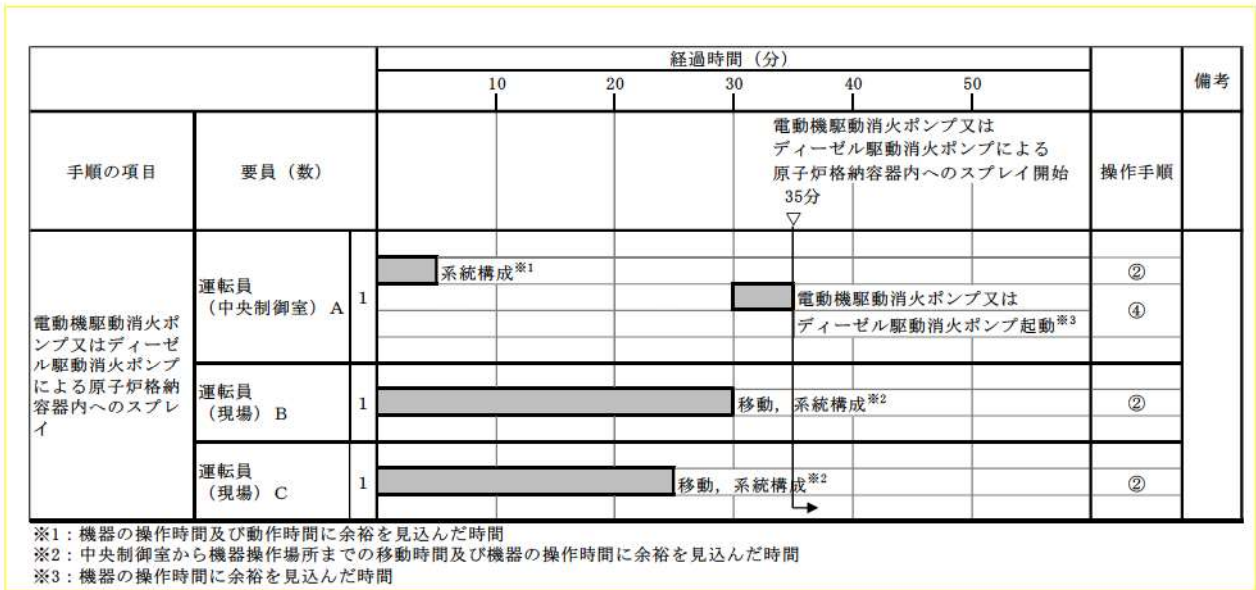 経過時間（分）
10 20 30 40 50
備考
手順の項目
要員（数）
電動機駆動消火ポンプ又は
ディーゼル駆動消火ポンプによる
原子炉格納容器内へのスプレイ開始
35分
▽
操作手順
電動機駆動消火ポ
ンプ又はディーゼ
ル駆動消火ポンプ
による原子炉格納
容器内へのスプレ
イ
運転員
（中央制御室）A
1
系統構成※1
②
電動機駆動消火ポンプ又は
ディーゼル駆動消火ポンプ起動※3
④
運転員
（現場）B
1
移動，系統構成※2
②
運転員
（現場）C
1
移動，系統構成※2
②
※1：機器の操作時間及び動作時間に余裕を見込んだ時間
※2：中央制御室から機器操作場所までの移動時間及び機器の操作時間に余裕を見込んだ時間
※3：機器の操作時間に余裕を見込んだ時間